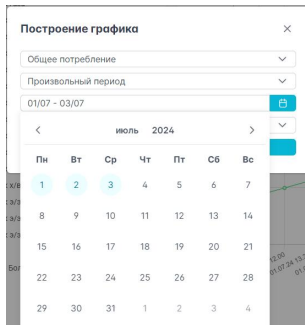 Построение графика
Общее потребление
Произвольный период
01/07 - 03/07
июль 2024
Пн Вт Ср Чт Пт Сб Вс
1 2 3 4 5 6 7
8 9 10 11 12 13 14
15 16 17 18 19 20 21
22 23 24 25 26 27 28
29 30 31 1 2 3 4